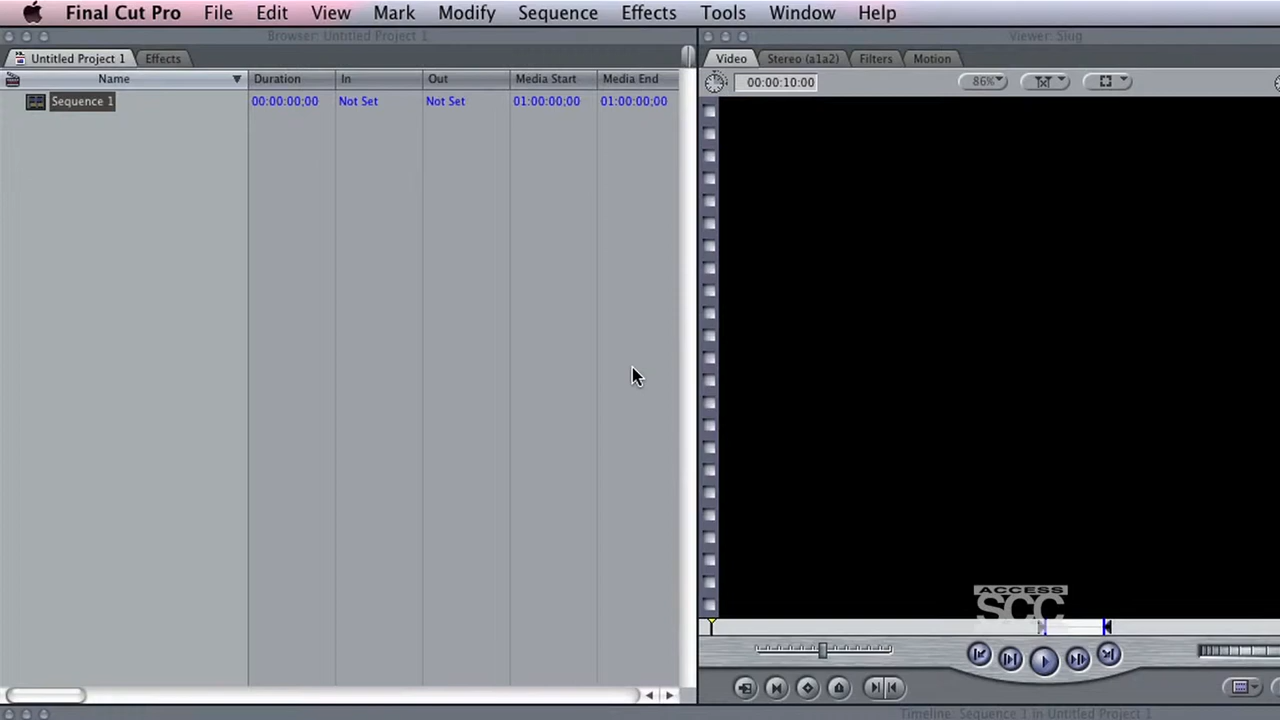 Final Cut Pro File Edit View Mark Modify Sequence Effects Tools Window Help
Browser: Untitled Project 1
Viewer: Slug
Untitled Project 1 Effects
Video Stereo (a1a2) Filters Motion
Name Duration In Out Media Start Media End
00:00:10:00 86%
Sequence 1 00:00:00;00 Not Set Not Set 01:00:00;00 01:00:00;00
ACCESS
SCC
Timeline: Sequence 1 in Untitled Project 1